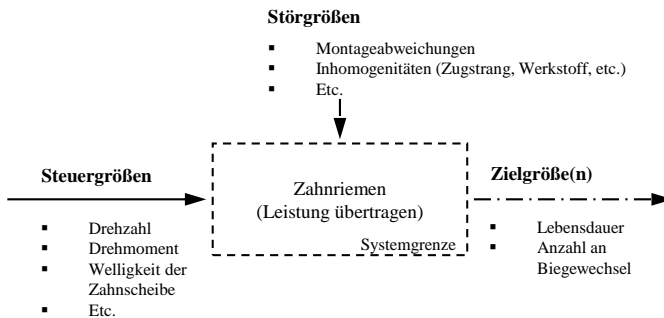 Störgrößen
▪ Montageabweichungen
▪ Inhomogenitäten (Zugstrang, Werkstoff, etc.)
▪ Etc.
Steuergrößen
▪ Drehzahl
▪ Drehmoment
▪ Welligkeit der
Zahnscheibe
▪ Etc.
Zahnriemen
(Leistung übertragen)
Systemgrenze
Zielgröße(n)
▪ Lebensdauer
▪ Anzahl an
Biegewechsel